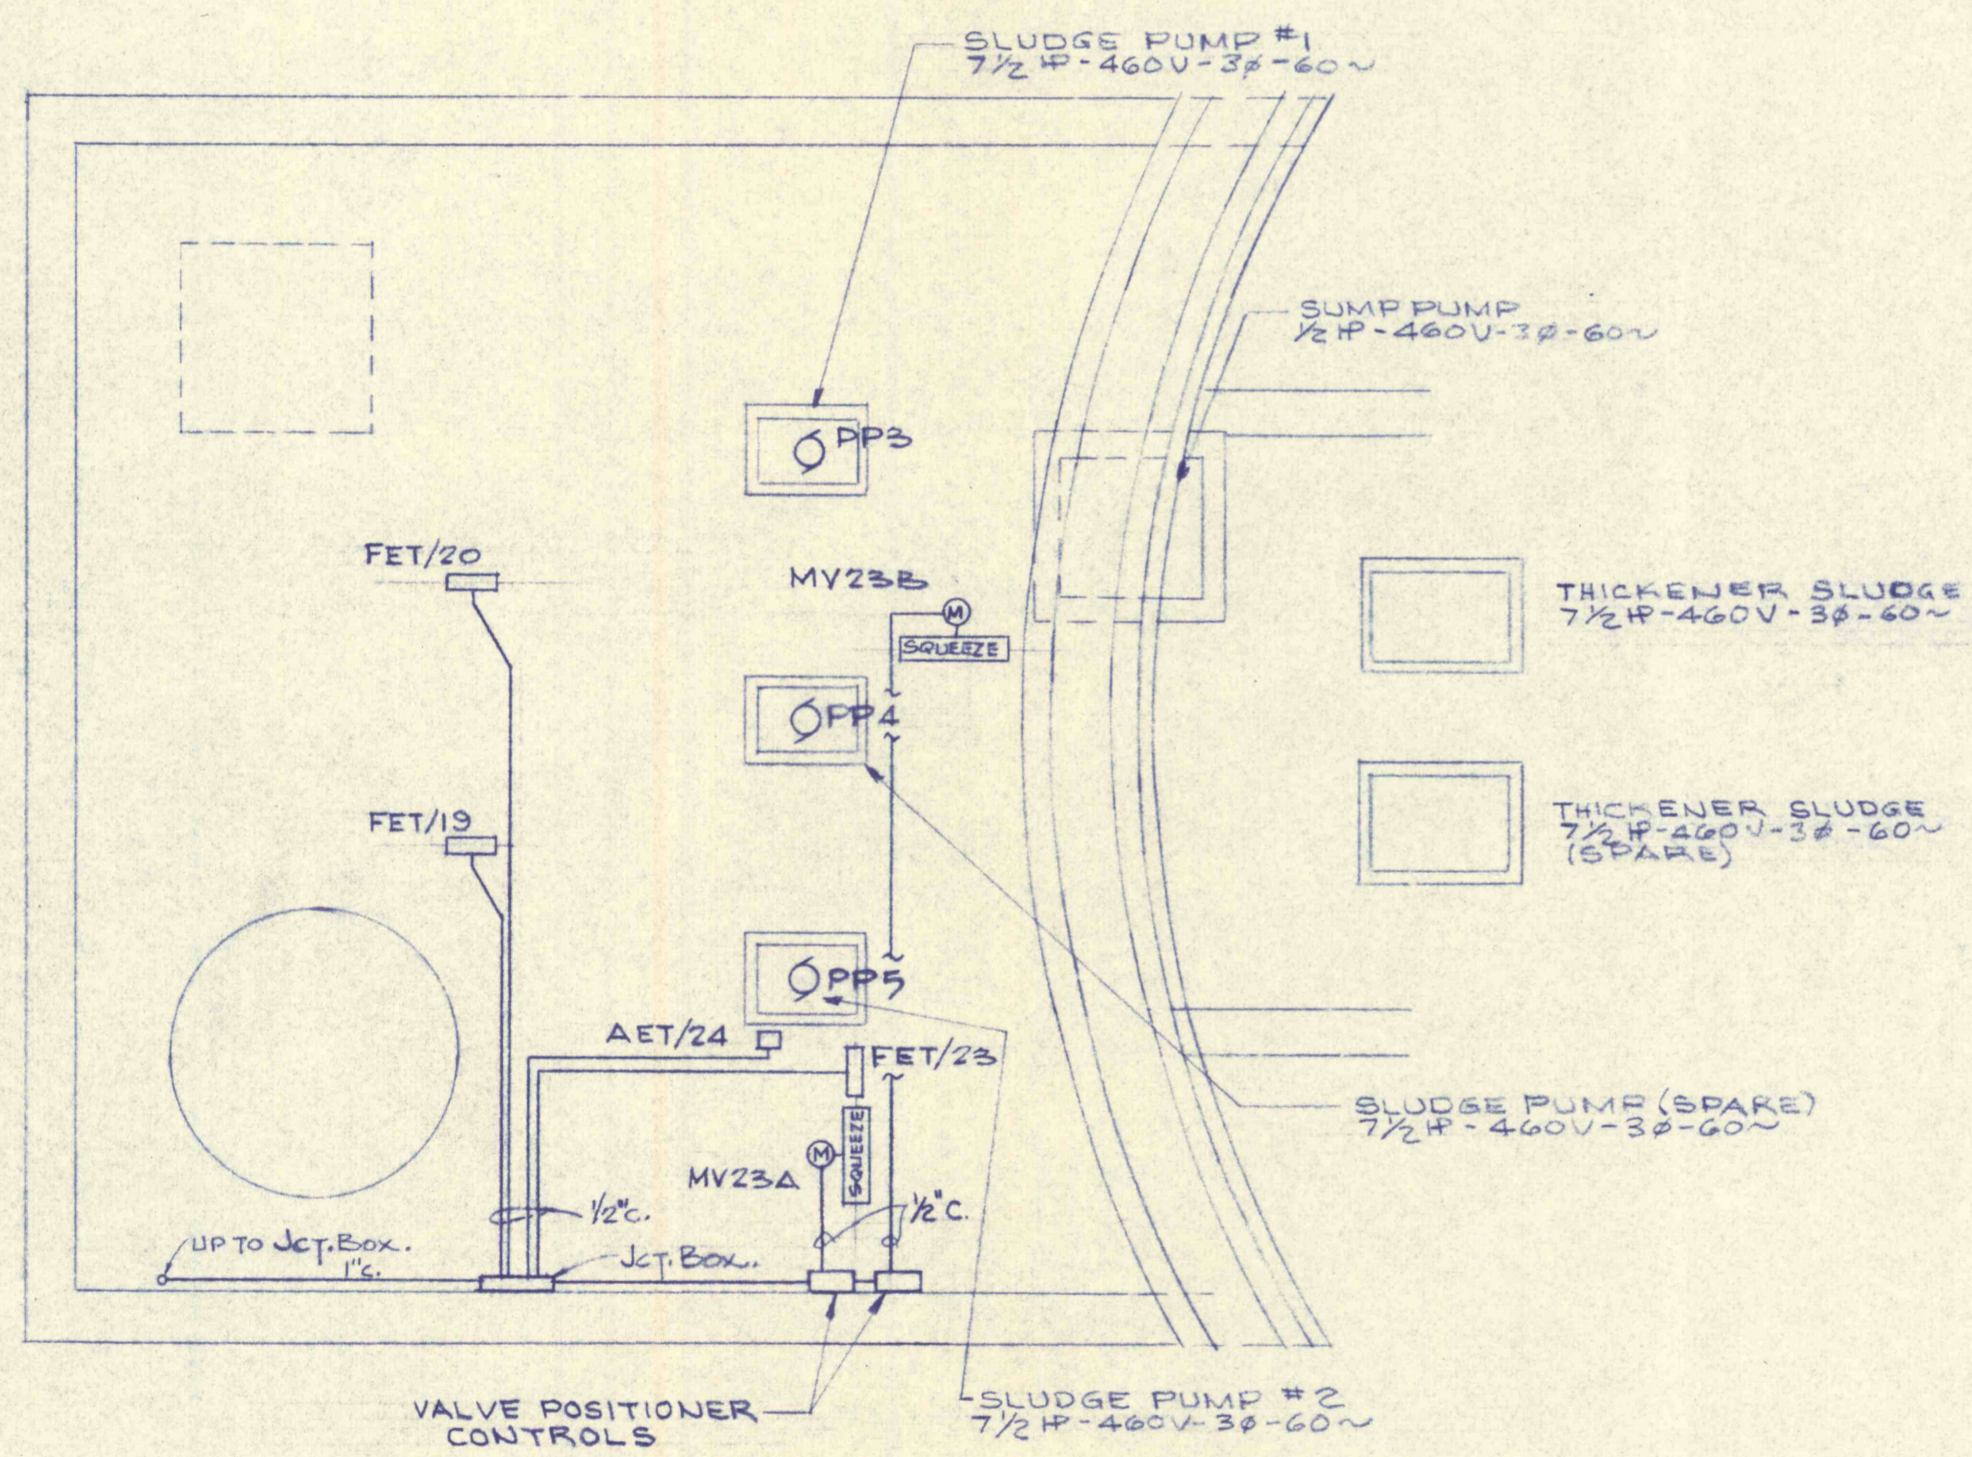 SLUDGE PUMP #1
7½ HP-460V-3ø-60~
SUMP PUMP
½ HP-460V-3ø-60~
PP3
FET/20
MV23B
M
SQUEEZE
THICKENER SLUDGE
7½ HP-460V-3ø-60~
PP4
FET/19
THICKENER SLUDGE
7½ HP-460V-3ø-60~
(SPARE)
PP5
AET/24
FET/23
SLUDGE PUMP (SPARE)
7½ HP-460V-3ø-60~
M
SQUEEZE
MV23A
½"C.
½"C.
UP TO JCT. BOX.
1"C.
JCT. BOX.
VALVE POSITIONER
CONTROLS
SLUDGE PUMP #2
7½ HP-460V-3ø-60~